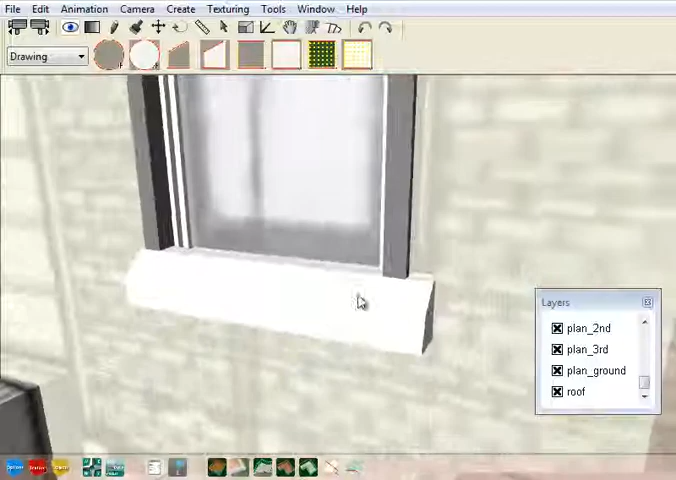 File Edit Animation Camera Create Texturing Tools Window Help
Drawing
Layers
plan_2nd
plan_3rd
plan_ground
roof